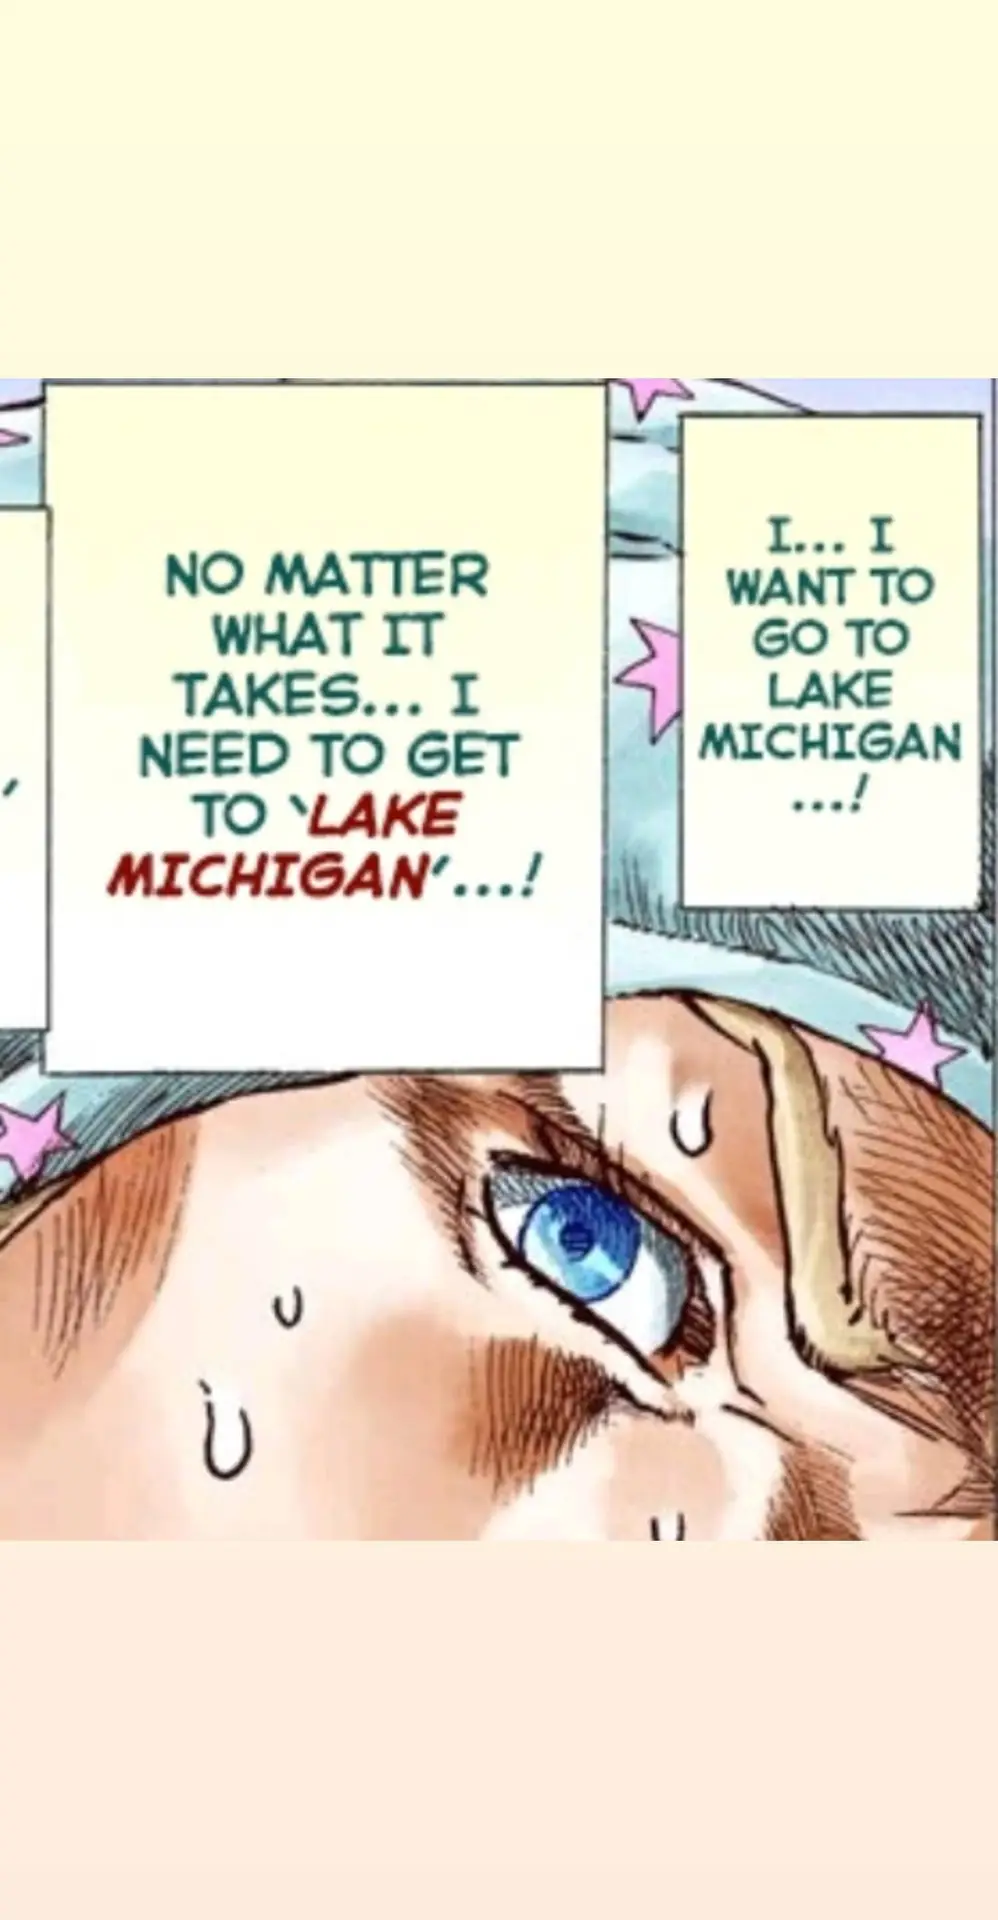 I... I
WANT TO
GO TO
LAKE
MICHIGAN
...!
NO MATTER
WHAT IT
TAKES... I
NEED TO GET
TO ‘LAKE
MICHIGAN’...!